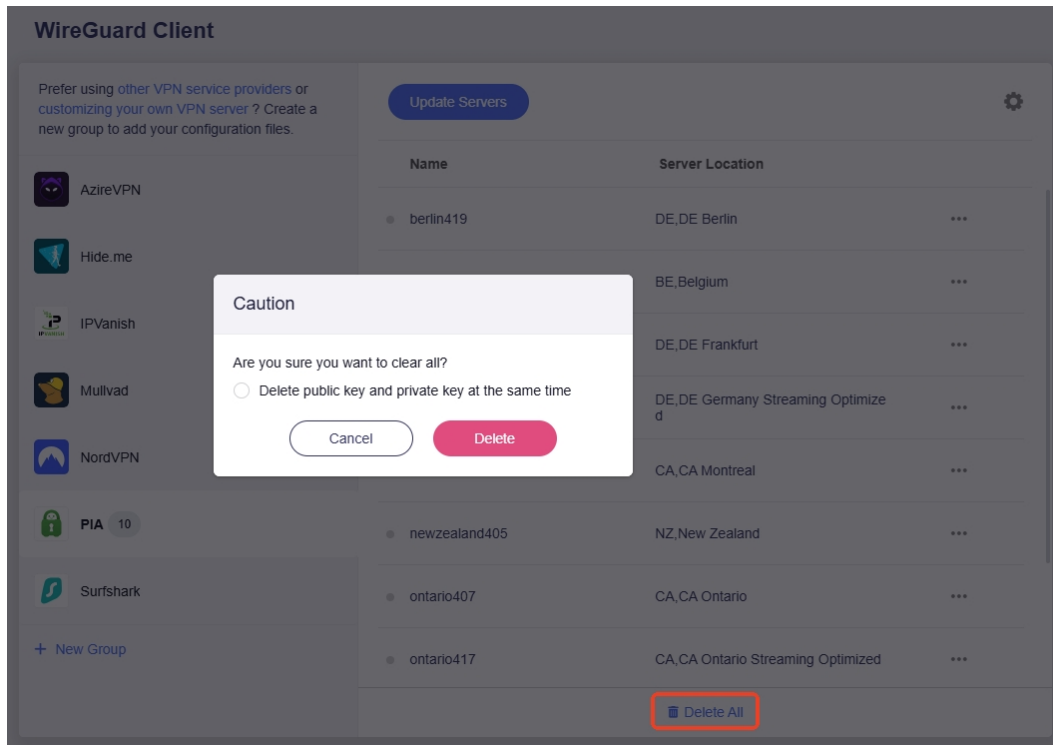 WireGuard Client
Prefer using other VPN service providers or
customizing your own VPN server ? Create a
new group to add your configuration files.
AzireVPN
Hide.me
IPVanish
Mullvad
NordVPN
PIA 10
Surfshark
+ New Group
Update Servers
Name Server Location
berlin419 DE,DE Berlin
BE,Belgium
DE,DE Frankfurt
DE,DE Germany Streaming Optimize
d
CA,CA Montreal
newzealand405 NZ,New Zealand
ontario407 CA,CA Ontario
ontario417 CA,CA Ontario Streaming Optimized
Delete All
Caution
Are you sure you want to clear all?
Delete public key and private key at the same time
Cancel Delete